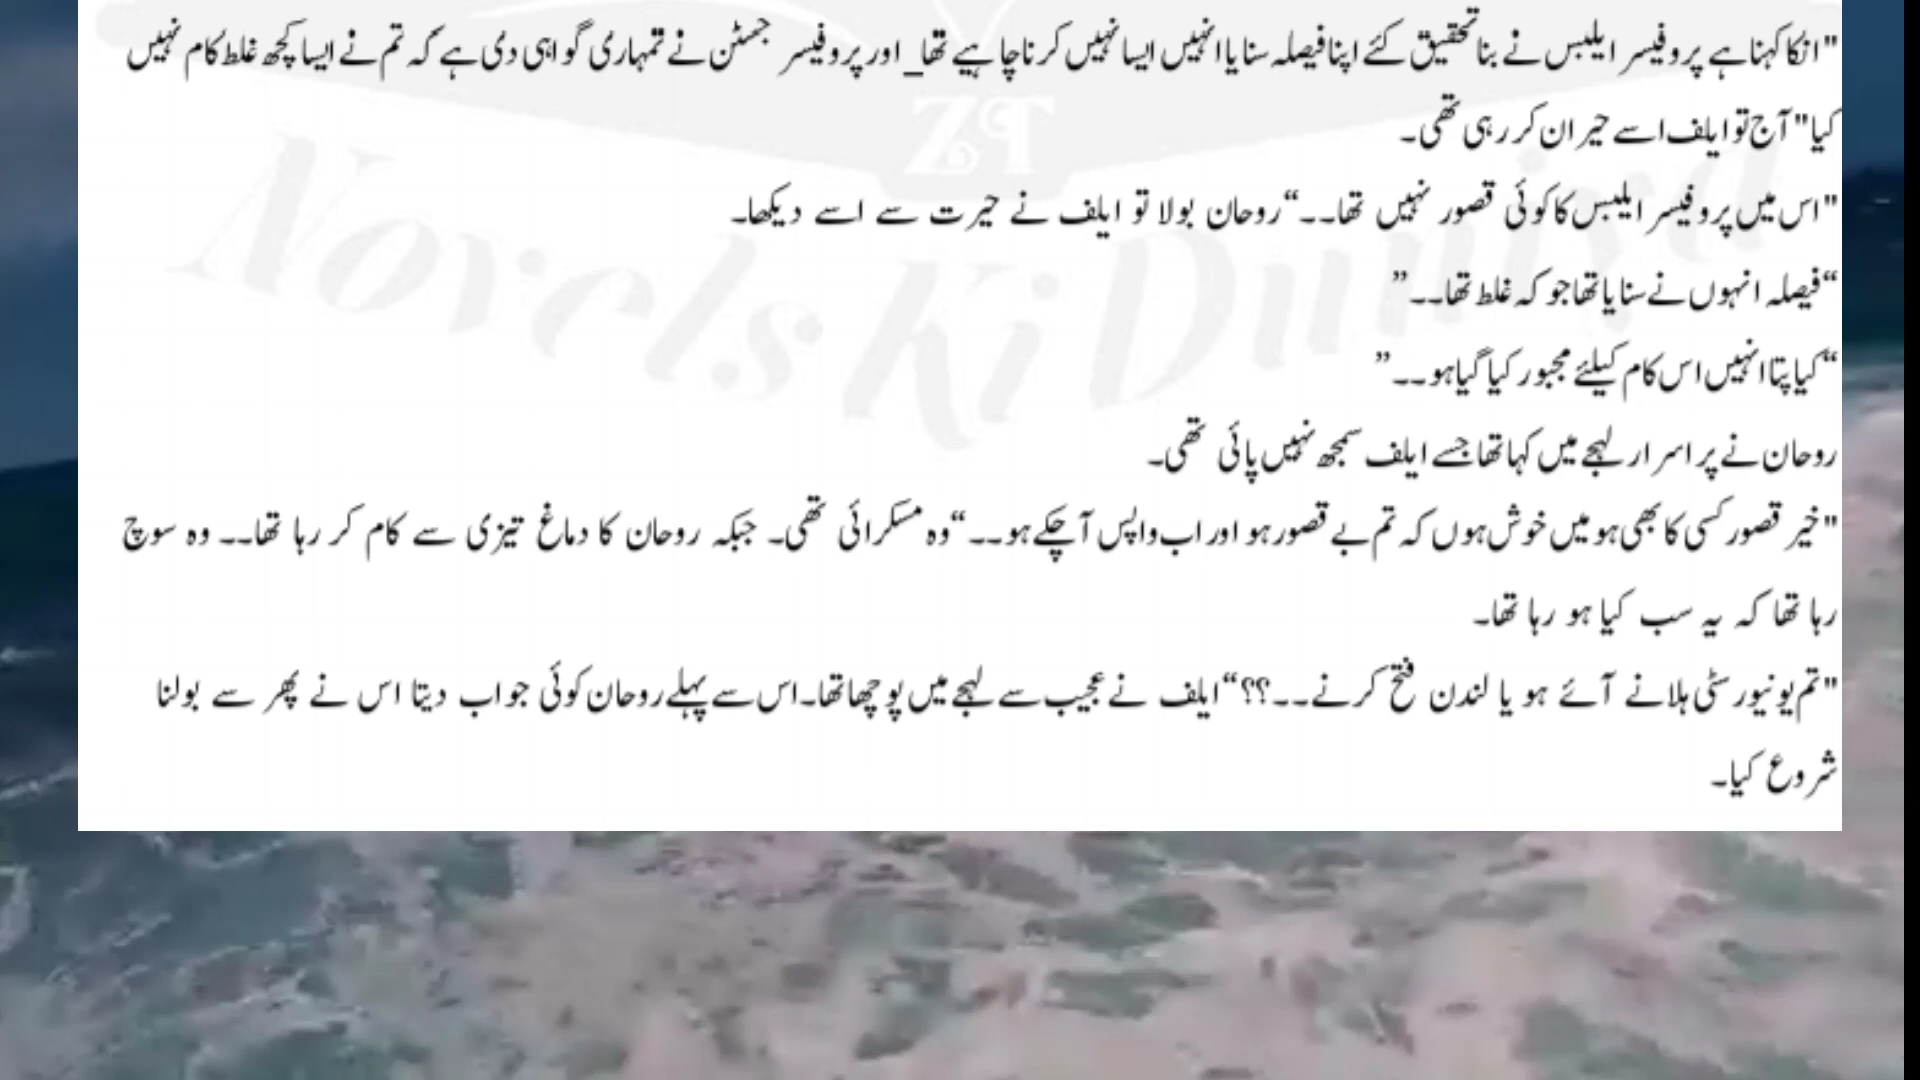 "انکا کہنا ہے پروفیسر ایلبس نے بنا تحقیق کئے اپنا فیصلہ سنایا انہیں ایسا نہیں کرنا چاہیے تھا_ اور پروفیسر جسٹن نے تمہاری گواہی دی ہے کہ تم نے ایسا کچھ غلط کام نہیں
کیا" آج تو ایلف اسے حیران کر رہی تھی۔
"اس میں پروفیسر ایلبس کا کوئی قصور نہیں تھا۔۔“ روحان بولا تو ایلف نے حیرت سے اسے دیکھا۔
“فیصلہ انہوں نے سنایا تھا جو کہ غلط تھا۔۔”
“کیا پتا انہیں اس کام کیلئے مجبور کیا گیا ہو۔۔”
روحان نے پر اسرار لہجے میں کہا تھا جسے ایلف سمجھ نہیں پائی تھی۔
"خیر قصور کسی کا بھی ہو میں خوش ہوں کہ تم بے قصور ہو اور اب واپس آ چکے ہو۔۔“ وہ مسکرائی تھی۔ جبکہ روحان کا دماغ تیزی سے کام کر رہا تھا۔۔ وہ سوچ
رہا تھا کہ یہ سب کیا ہو رہا تھا۔
"تم یونیورسٹی ہلانے آئے ہو یا لندن فتح کرنے۔۔؟؟“ ایلف نے عجیب سے لہجے میں پوچھا تھا۔ اس سے پہلے روحان کوئی جواب دیتا اس نے پھر سے بولنا
شروع کیا۔
ZT
Novels Ki Duniya